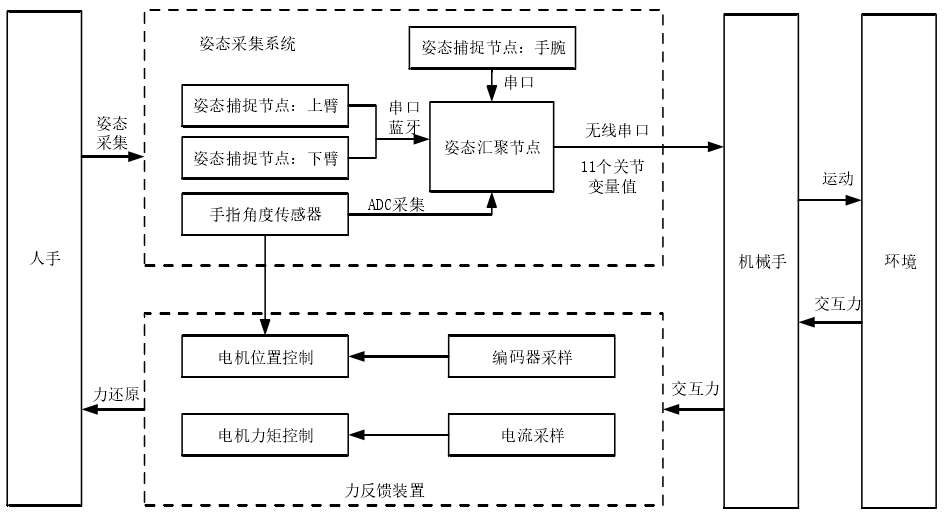 姿态采集系统
姿态捕捉节点：手腕
串口
姿态捕捉节点：上臂
串口
蓝牙
姿态
采集
无线串口
姿态捕捉节点：下臂
姿态汇聚节点
11个关节
变量值
运动
手指角度传感器
ADC采集
人手
机械手
环境
交互力
电机位置控制
编码器采样
力还原
交互力
电机力矩控制
电流采样
力反馈装置